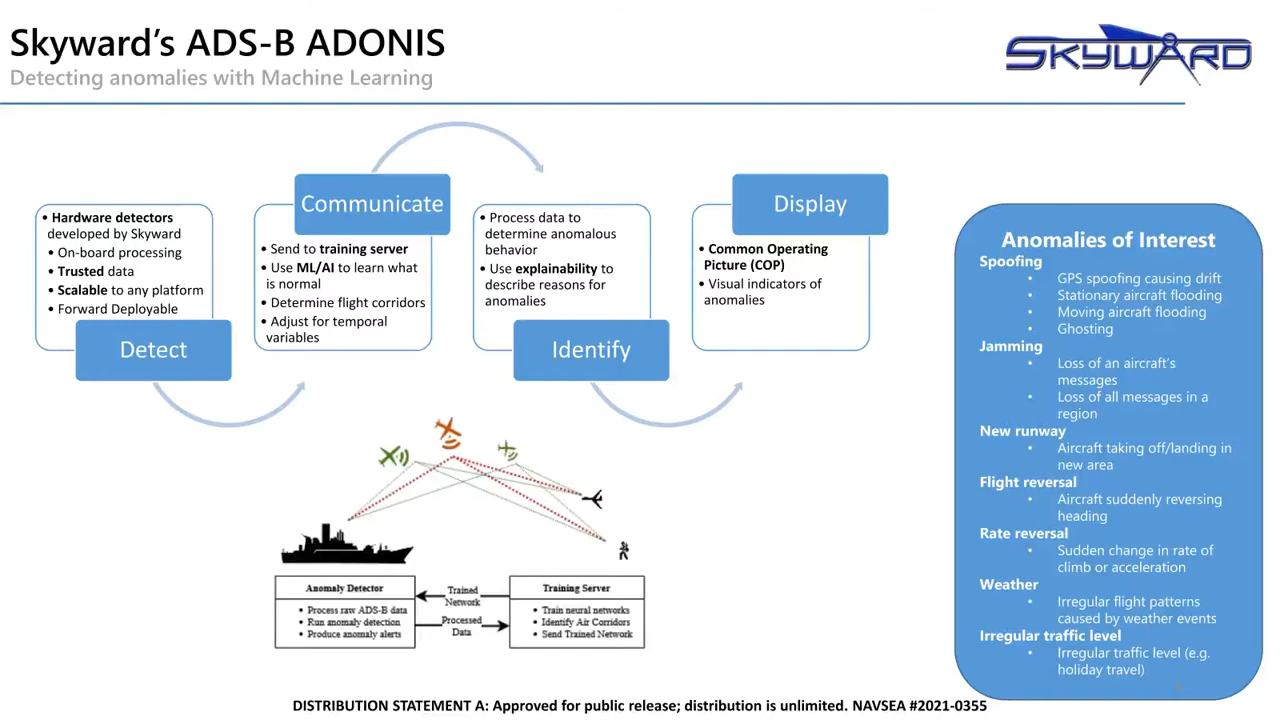 Skyward's ADS-B ADONIS
Detecting anomalies with Machine Learning
SKYWARD
• Hardware detectors
developed by Skyward
• On-board processing
• Trusted data
• Scalable to any platform
• Forward Deployable
Detect
Communicate
• Send to training server
• Use ML/AI to learn what
is normal
• Determine flight corridors
• Adjust for temporal
variables
• Process data to
determine anomalous
behavior
• Use explainability to
describe reasons for
anomalies
Identify
Display
• Common Operating
Picture (COP)
• Visual indicators of
anomalies
Anomalies of Interest
Spoofing
• GPS spoofing causing drift
• Stationary aircraft flooding
• Moving aircraft flooding
• Ghosting
Jamming
• Loss of an aircraft's
messages
• Loss of all messages in a
region
New runway
• Aircraft taking off/landing in
new area
Flight reversal
• Aircraft suddenly reversing
heading
Rate reversal
• Sudden change in rate of
climb or acceleration
Weather
• Irregular flight patterns
caused by weather events
Irregular traffic level
• Irregular traffic level (e.g.
holiday travel)
Anomaly Detector
• Process raw ADS-B data
• Run anomaly detection
• Produce anomaly alerts
Trained
Network
Processed
Data
Training Server
• Train neural networks
• Identify Air Corridors
• Send Trained Network
DISTRIBUTION STATEMENT A: Approved for public release; distribution is unlimited. NAVSEA #2021-0355